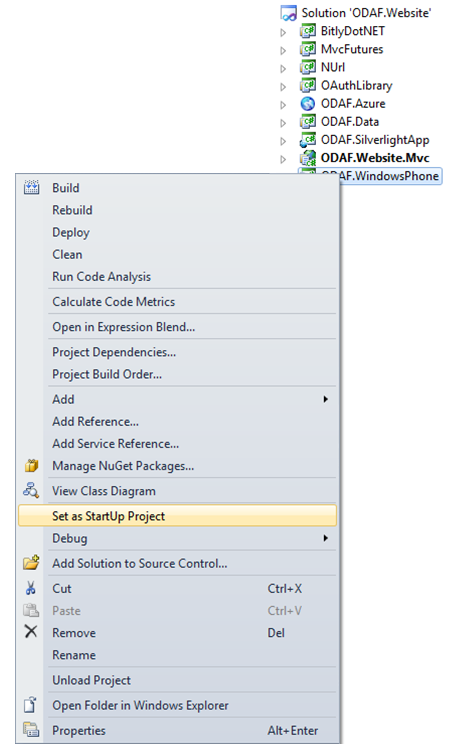 Solution 'ODAF.Website'
BitlyDotNET
MvcFutures
NUrl
OAuthLibrary
ODAF.Azure
ODAF.Data
ODAF.SilverlightApp
ODAF.Website.Mvc
ODAF.WindowsPhone
Build
Rebuild
Deploy
Clean
Run Code Analysis
Calculate Code Metrics
Open in Expression Blend...
Project Dependencies...
Project Build Order...
Add
Add Reference...
Add Service Reference...
Manage NuGet Packages...
View Class Diagram
Set as StartUp Project
Debug
Add Solution to Source Control...
Cut Ctrl+X
Paste Ctrl+V
Remove Del
Rename
Unload Project
Open Folder in Windows Explorer
Properties Alt+Enter